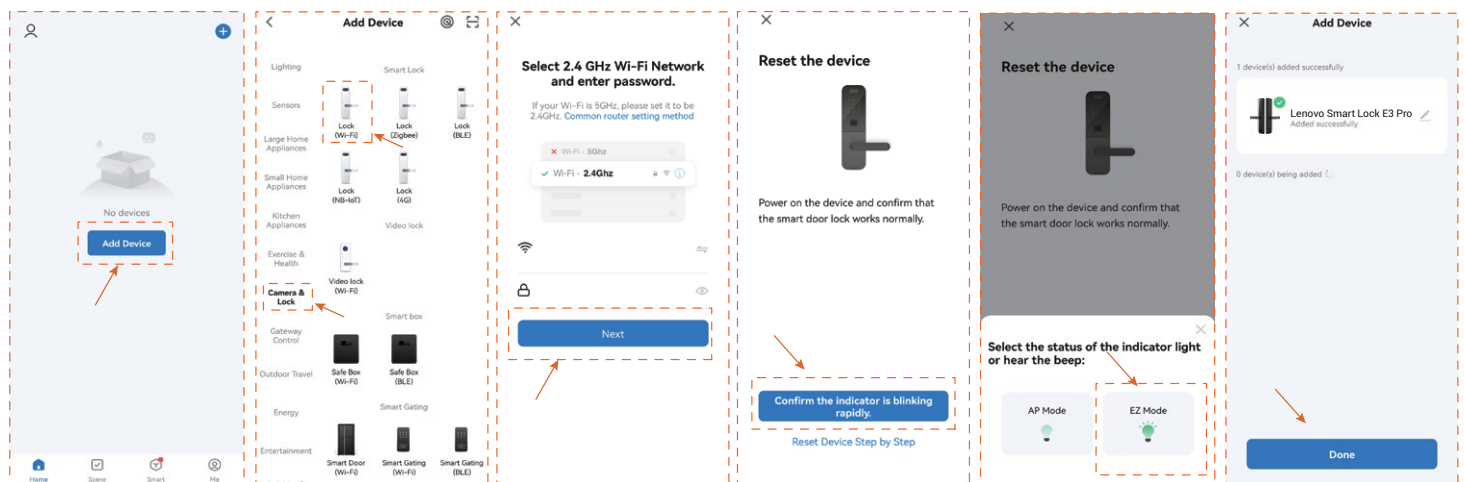 No devices
Add Device
Home
Scene
Smart
Me
Add Device
Lighting
Sensors
Large Home
Appliances
Small Home
Appliances
Kitchen
Appliances
Exercise &
Health
Camera &
Lock
Gateway
Control
Outdoor Travel
Energy
Entertainment
Smart Lock
Lock
(Wi-Fi)
Lock
(Zigbee)
Lock
(BLE)
Lock
(NB-IoT)
Lock
(4G)
Video lock
Video lock
(Wi-Fi)
Smart box
Safe Box
(Wi-Fi)
Safe Box
(BLE)
Smart Gating
Smart Door
(Wi-Fi)
Smart Gating
(Wi-Fi)
Smart Gating
(BLE)
Select 2.4 GHz Wi-Fi Network
and enter password.
If your Wi-Fi is 5GHz, please set it to be
2.4GHz. Common router setting method
Wi-Fi - 5Ghz
Wi-Fi - 2.4Ghz
Next
Reset the device
Power on the device and confirm that
the smart door lock works normally.
Confirm the indicator is blinking
rapidly.
Reset Device Step by Step
Reset the device
Power on the device and confirm that
the smart door lock works normally.
Select the status of the indicator light
or hear the beep:
AP Mode
EZ Mode
Add Device
1 device(s) added successfully
Lenovo Smart Lock E3 Pro
Added successfully
0 device(s) being added
Done